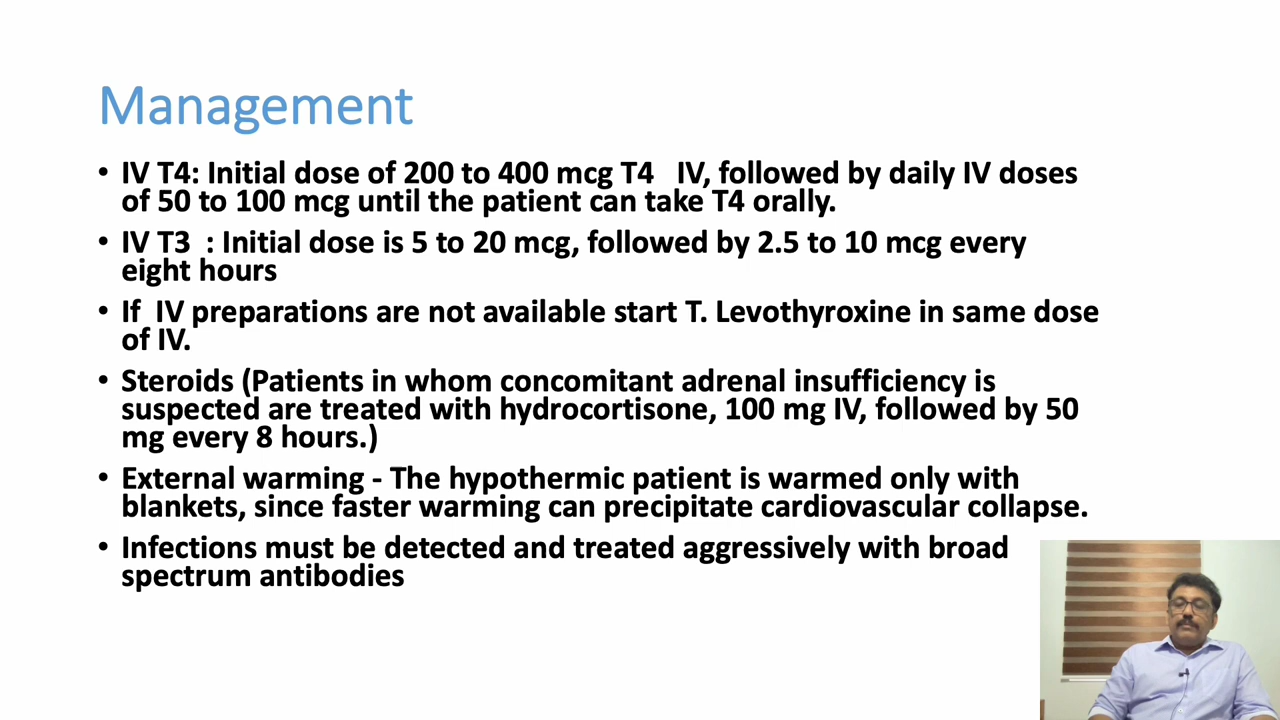 Management
• IV T4: Initial dose of 200 to 400 mcg T4   IV, followed by daily IV doses
of 50 to 100 mcg until the patient can take T4 orally.
• IV T3  : Initial dose is 5 to 20 mcg, followed by 2.5 to 10 mcg every
eight hours
• If  IV preparations are not available start T. Levothyroxine in same dose
of IV.
• Steroids (Patients in whom concomitant adrenal insufficiency is
suspected are treated with hydrocortisone, 100 mg IV, followed by 50
mg every 8 hours.)
• External warming - The hypothermic patient is warmed only with
blankets, since faster warming can precipitate cardiovascular collapse.
• Infections must be detected and treated aggressively with broad
spectrum antibodies